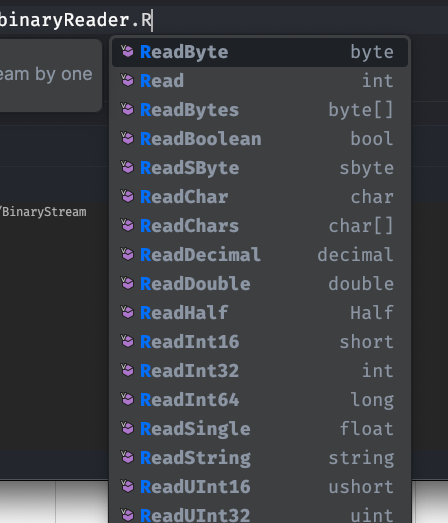 binaryReader.R
eam by one
/BinaryStream
ReadByte byte
Read int
ReadBytes byte[]
ReadBoolean bool
ReadSByte sbyte
ReadChar char
ReadChars char[]
ReadDecimal decimal
ReadDouble double
ReadHalf Half
ReadInt16 short
ReadInt32 int
ReadInt64 long
ReadSingle float
ReadString string
ReadUInt16 ushort
ReadUInt32 uint